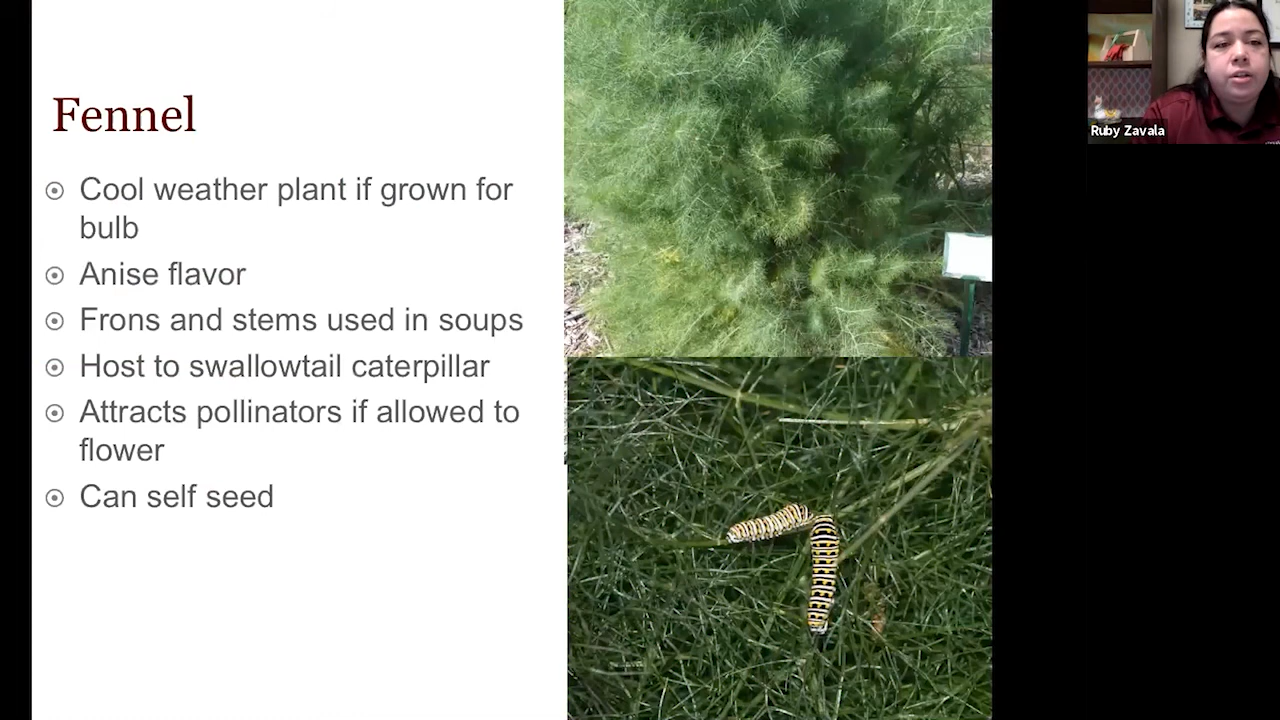 Fennel
Cool weather plant if grown for
bulb
Anise flavor
Frons and stems used in soups
Host to swallowtail caterpillar
Attracts pollinators if allowed to
flower
Can self seed
Ruby Zavala